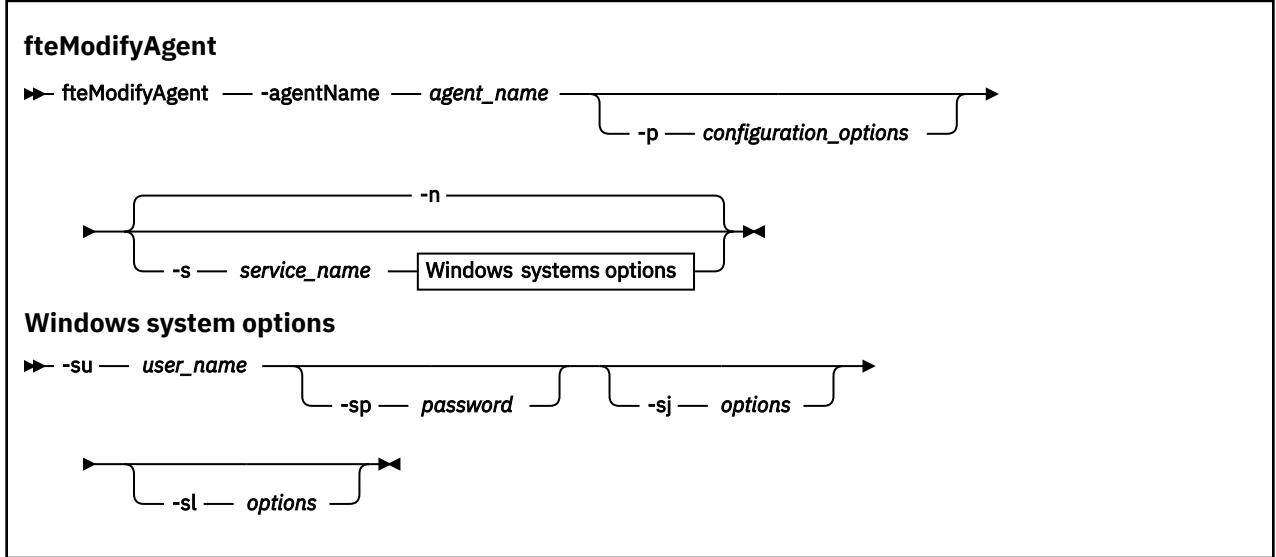 fteModifyAgent
fteModifyAgent -agentName agent_name
-p configuration_options
-n
-s service_name Windows systems options
Windows system options
-su user_name
-sp password -sj options
-sl options